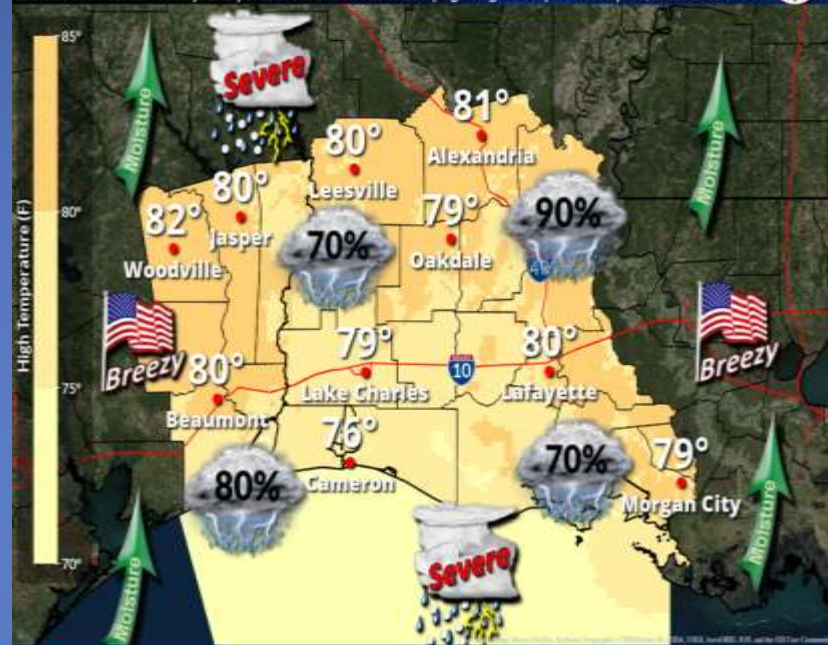 85°
Severe
Moisture
Moisture
81°
Alexandria
80°
Leesville
80°
Jasper
80°
82°
Woodville
70%
79°
Oakdale
90%
High Temperature (F)
Breezy
Breezy
80°
Beaumont
79°
Lake Charles
10
80°
Lafayette
75°
76°
Cameron
80%
70%
79°
Morgan City
Severe
Moisture
Moisture
70°